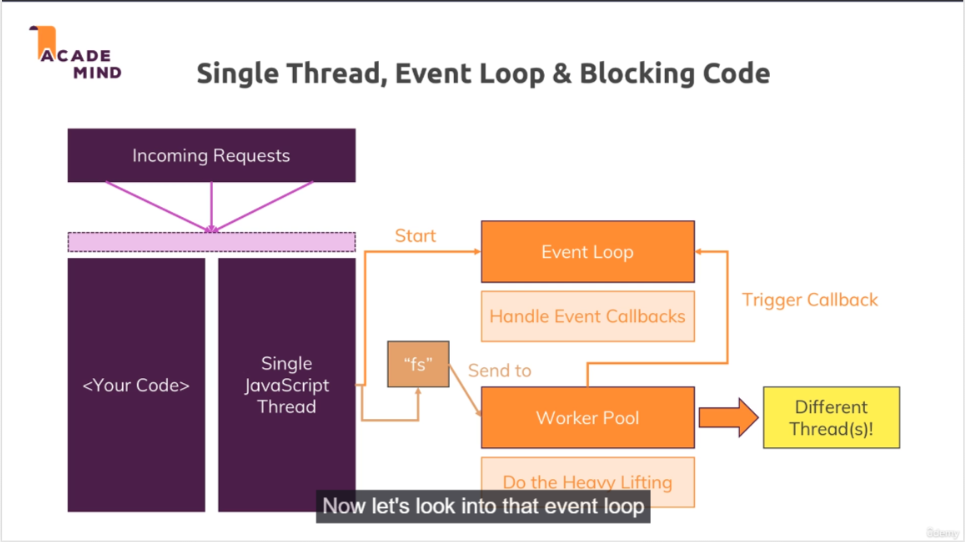 ACADE
MIND
Single Thread, Event Loop & Blocking Code
Incoming Requests
Start
Event Loop
Trigger Callback
Handle Event Callbacks
<Your Code>
Single
JavaScript
Thread
“fs”
Send to
Worker Pool
Different
Thread(s)!
Do the Heavy Lifting
Now let's look into that event loop
Udemy